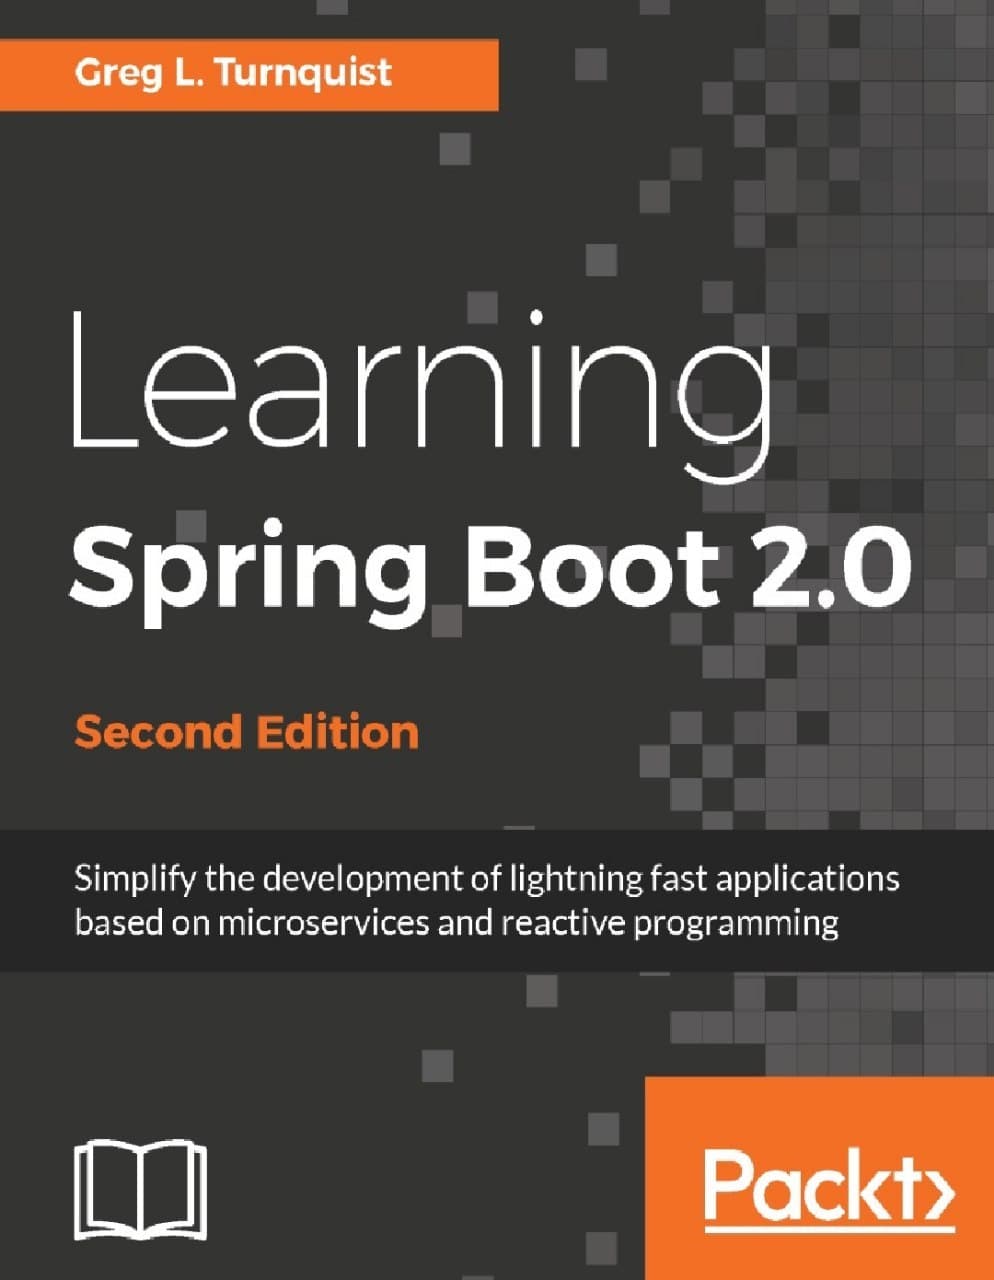 Greg L. Turnquist
Learning
Spring Boot 2.0
Second Edition
Simplify the development of lightning fast applications
based on microservices and reactive programming
Packt>